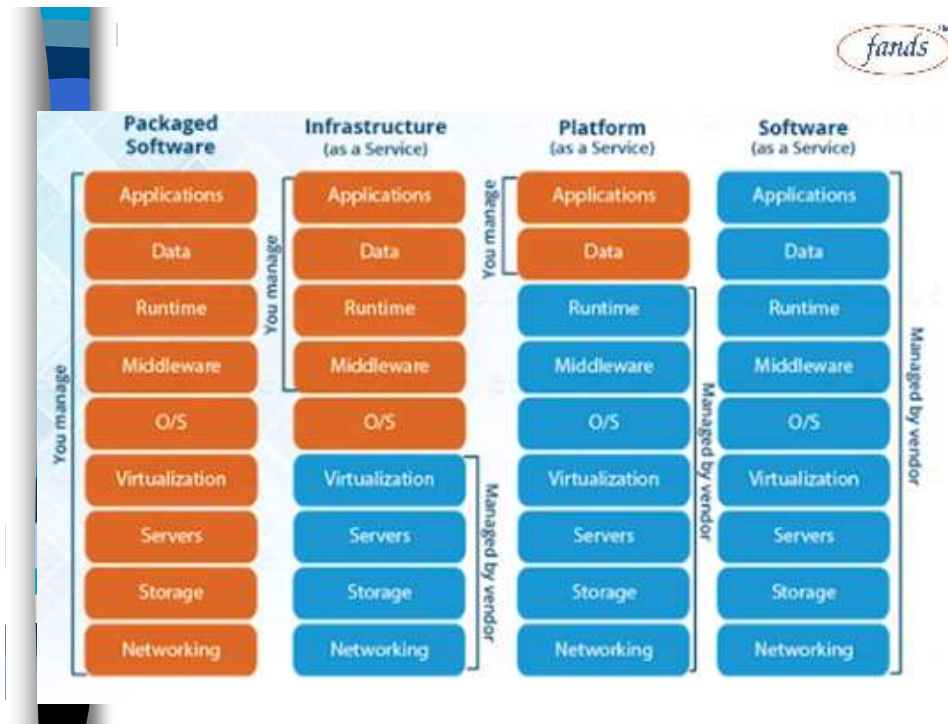 fands
Packaged
Software
Infrastructure
(as a Service)
Platform
(as a Service)
Software
(as a Service)
You manage
Applications
Data
Runtime
Middleware
O/S
Virtualization
Servers
Storage
Networking
You manage
Applications
Data
Runtime
Middleware
O/S
Virtualization
Servers
Storage
Networking
Managed by vendor
You manage
Applications
Data
Runtime
Middleware
O/S
Virtualization
Servers
Storage
Networking
Managed by vendor
Applications
Data
Runtime
Middleware
O/S
Virtualization
Servers
Storage
Networking
Managed by vendor